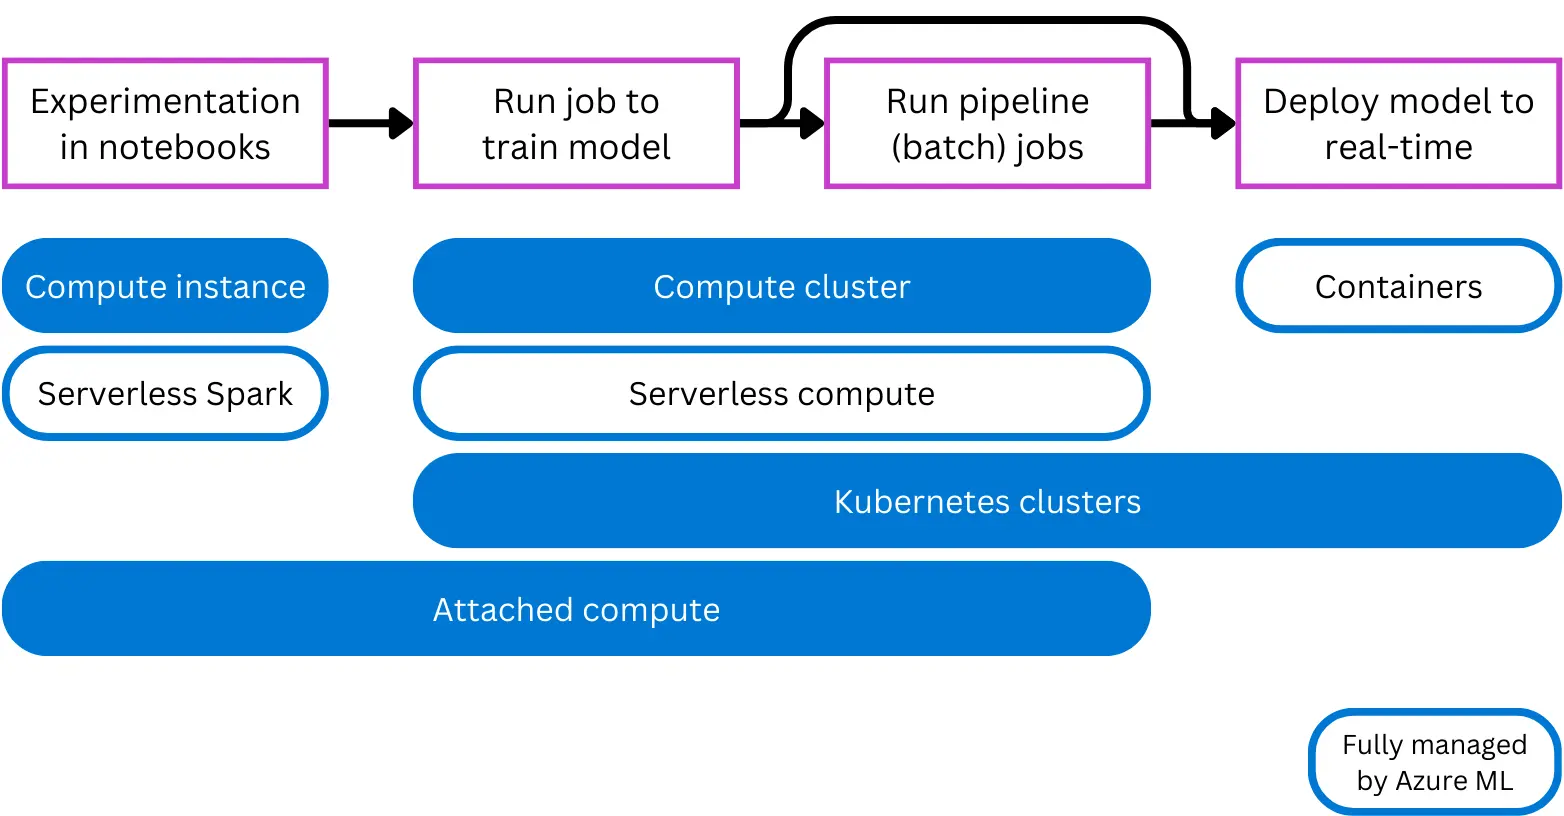 Experimentation
in notebooks
Run job to
train model
Run pipeline
(batch) jobs
Deploy model to
real-time
Compute instance
Compute cluster
Containers
Serverless Spark
Serverless compute
Kubernetes clusters
Attached compute
Fully managed
by Azure ML